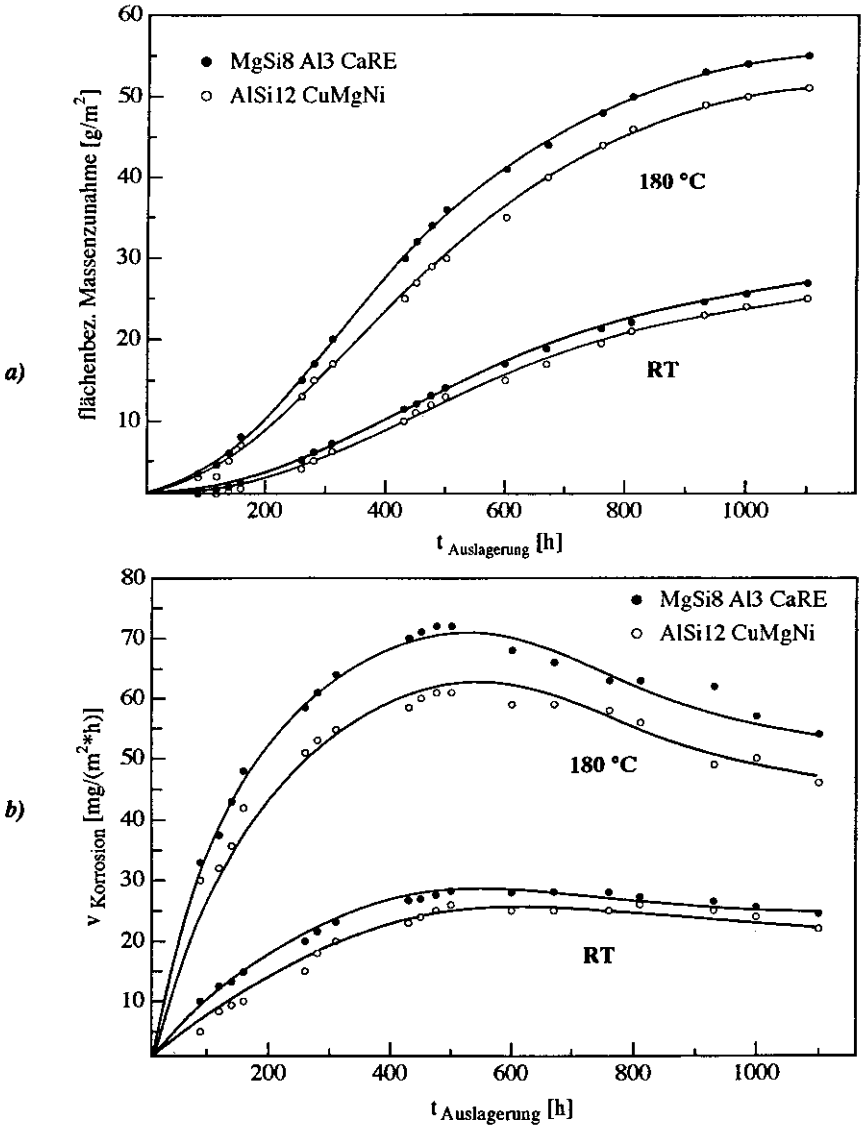 a)
flächenbez. Massenzunahme [g/m²]
60
50
40
30
20
10
MgSi8 Al3 CaRE
AlSi12 CuMgNi
180 °C
RT
200
400
600
800
1000
t Auslagerung [h]
b)
v Korrosion [mg/(m²*h)]
80
70
60
50
40
30
20
10
MgSi8 Al3 CaRE
AlSi12 CuMgNi
180 °C
RT
200
400
600
800
1000
t Auslagerung [h]